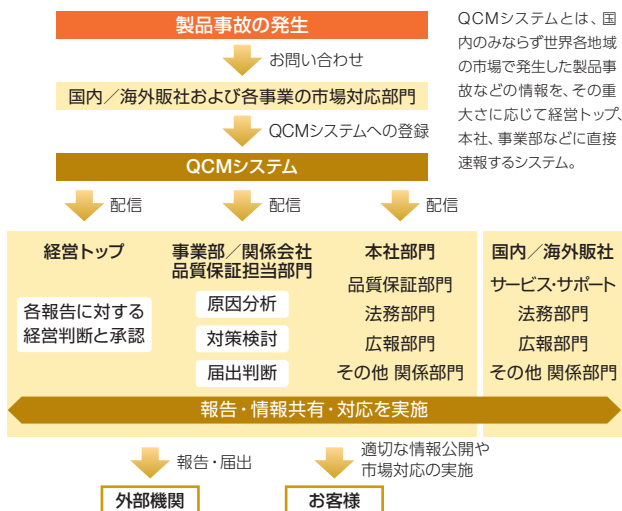 製品事故の発生
お問い合わせ
国内／海外販社および各事業の市場対応部門
QCMシステムへの登録
QCMシステム
配信
配信
配信
QCMシステムとは、国
内のみならず世界各地域
の市場で発生した製品事
故などの情報を、その重
大さに応じて経営トップ、
本社、事業部などに直接
速報するシステム。
経営トップ
各報告に対する
経営判断と承認
事業部／関係会社
品質保証担当部門
原因分析
対策検討
届出判断
本社部門
品質保証部門
法務部門
広報部門
その他 関係部門
国内／海外販社
サービス・サポート
法務部門
広報部門
その他 関係部門
報告・情報共有・対応を実施
報告・届出
適切な情報公開や
市場対応の実施
外部機関
お客様